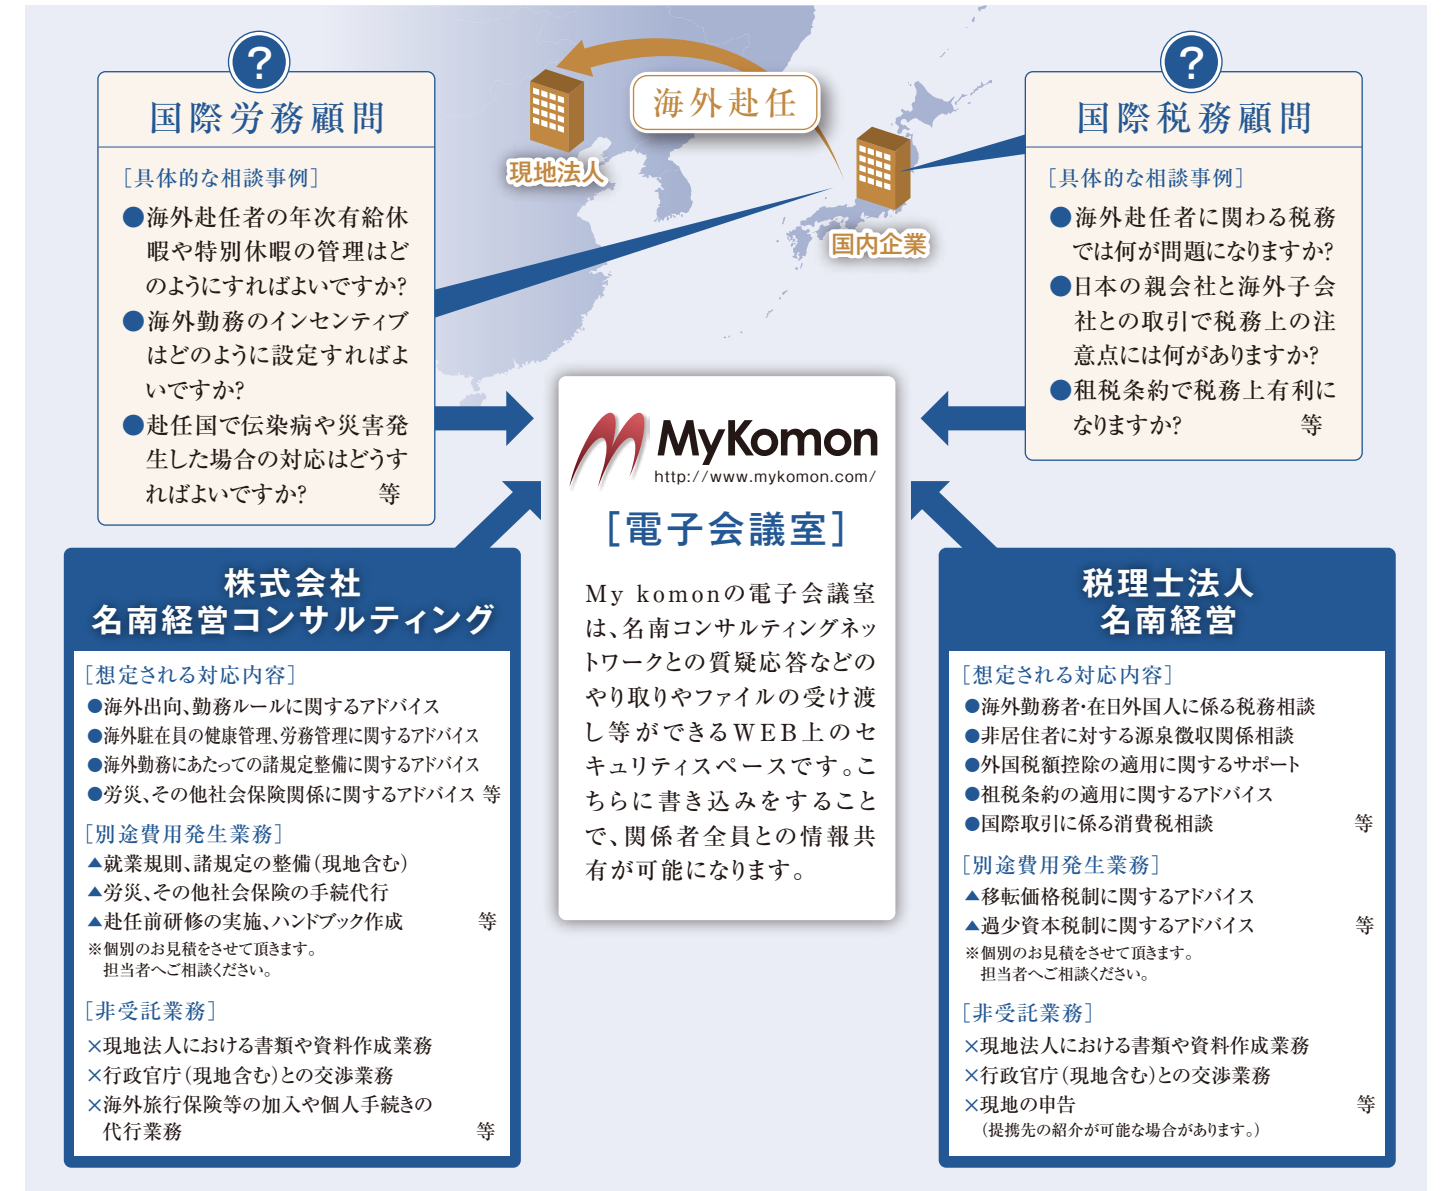 ?
国際労務顧問
［具体的な相談事例］
●海外赴任者の年次有給休
暇や特別休暇の管理はど
のようにすればよいですか?
●海外勤務のインセンティブ
はどのように設定すればよ
いですか?
●赴任国で伝染病や災害発
生した場合の対応はどうす
ればよいですか? 等
海外赴任
現地法人
国内企業
?
国際税務顧問
［具体的な相談事例］
●海外赴任者に関わる税務
では何が問題になりますか?
●日本の親会社と海外子会
社との取引で税務上の注
意点には何がありますか?
●租税条約で税務上有利に
なりますか? 等
MyKomon
http://www.mykomon.com/
［電子会議室］
My komonの電子会議室
は、名南コンサルティングネッ
トワークとの質疑応答などの
やり取りやファイルの受け渡
し等ができるWEB上のセ
キュリティスペースです。こ
ちらに書き込みをすること
で、関係者全員との情報共
有が可能になります。
株式会社
名南経営コンサルティング
［想定される対応内容］
●海外出向、勤務ルールに関するアドバイス
●海外駐在員の健康管理、労務管理に関するアドバイス
●海外勤務にあたっての諸規定整備に関するアドバイス
●労災、その他社会保険関係に関するアドバイス 等
［別途費用発生業務］
▲就業規則、諸規定の整備（現地含む）
▲労災、その他社会保険の手続代行
▲赴任前研修の実施、ハンドブック作成 等
※個別のお見積をさせて頂きます。
担当者へご相談ください。
［非受託業務］
×現地法人における書類や資料作成業務
×行政官庁（現地含む）との交渉業務
×海外旅行保険等の加入や個人手続きの
代行業務 等
税理士法人
名南経営
［想定される対応内容］
●海外勤務者・在日外国人に係る税務相談
●非居住者に対する源泉徴収関係相談
●外国税額控除の適用に関するサポート
●租税条約の適用に関するアドバイス
●国際取引に係る消費税相談 等
［別途費用発生業務］
▲移転価格税制に関するアドバイス
▲過少資本税制に関するアドバイス 等
※個別のお見積をさせて頂きます。
担当者へご相談ください。
［非受託業務］
×現地法人における書類や資料作成業務
×行政官庁（現地含む）との交渉業務
×現地の申告 等
（提携先の紹介が可能な場合があります。）